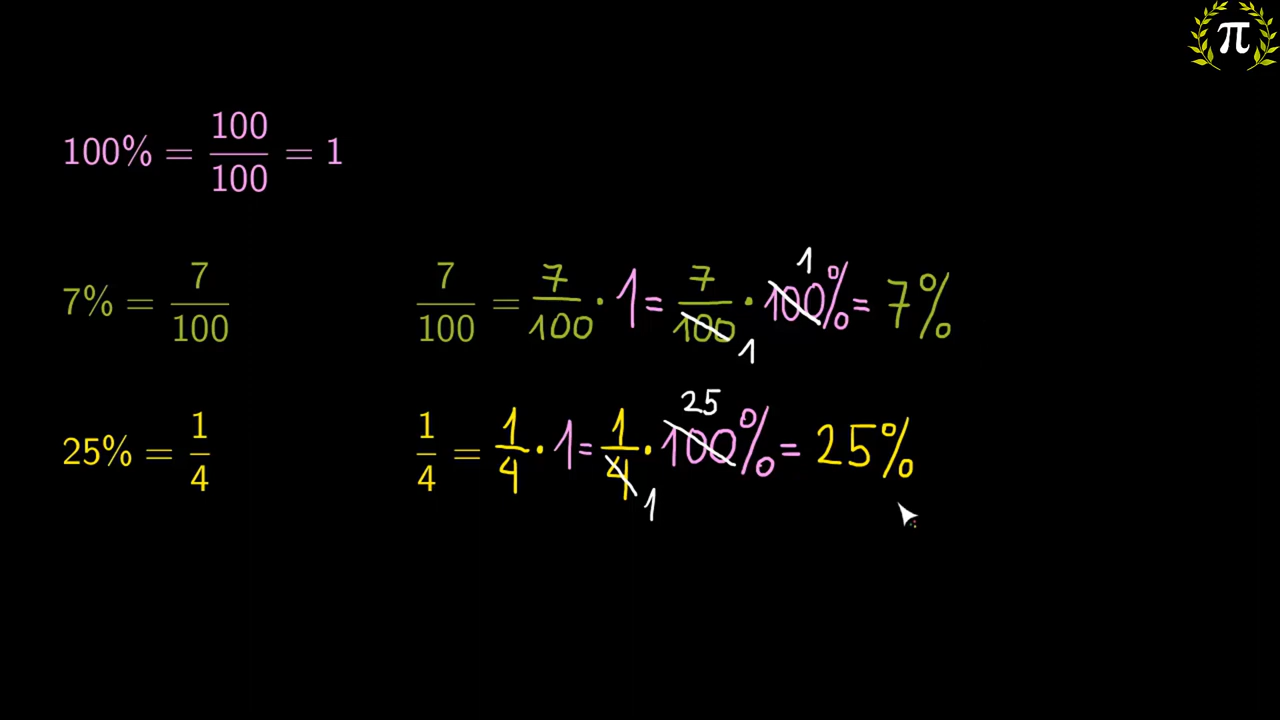 π
100% = 100/100 = 1
7% = 7/100
7/100 = 7/100 · 1 = 7/100 · 100% = 7%
1
1
25% = 1/4
1/4 = 1/4 · 1 = 1/4 · 100% = 25%
25
1